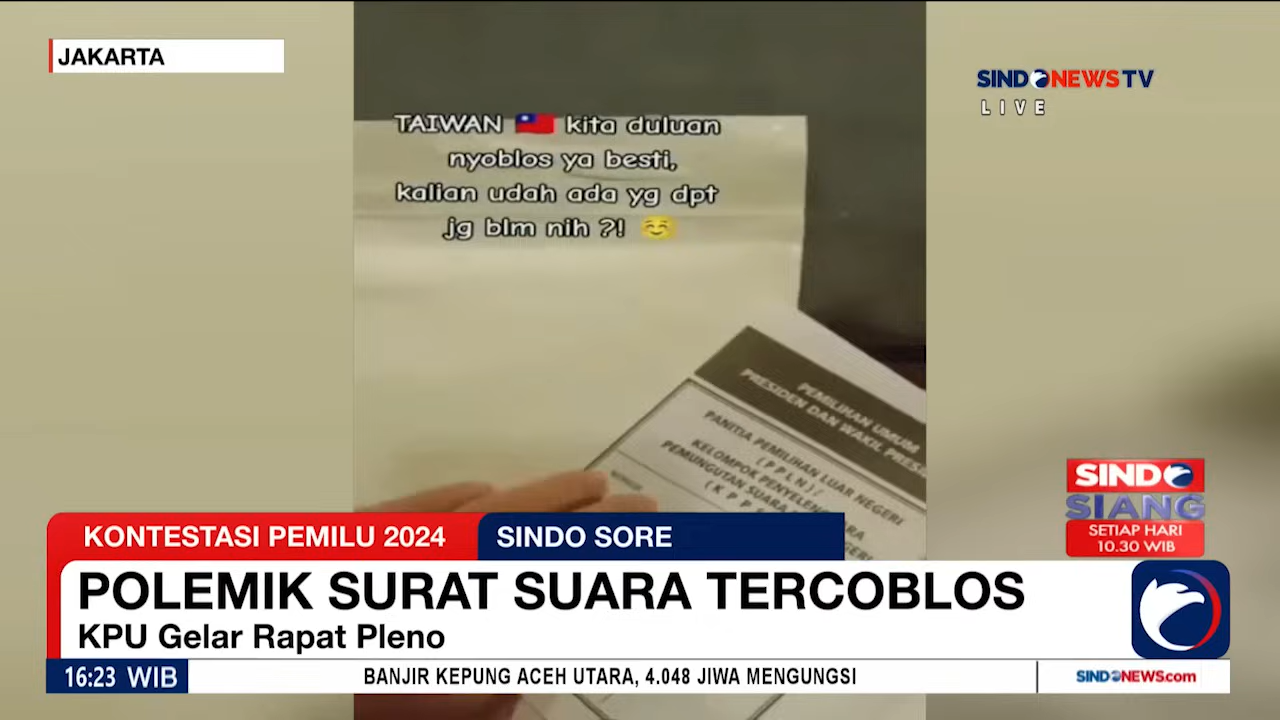 JAKARTA
SINDONEWS TV
LIVE
TAIWAN 🇹🇼 kita duluan
nyoblos ya besti,
kalian udah ada yg dpt
jg blm nih ?! ☺️
PEMILIHAN UMUM
PRESIDEN DAN WAKIL
PANITIA PEMILIHAN LUAR NEGERI
(PPLN)/
KELOMPOK PENYELENGGARA
PEMUNGUTAN SUARA
SINDO
SIANG
SETIAP HARI
10.30 WIB
KONTESTASI PEMILU 2024
SINDO SORE
POLEMIK SURAT SUARA TERCOBLOS
KPU Gelar Rapat Pleno
16:23 WIB
BANJIR KEPUNG ACEH UTARA, 4.048 JIWA MENGUNGSI
SINDONEWS.com